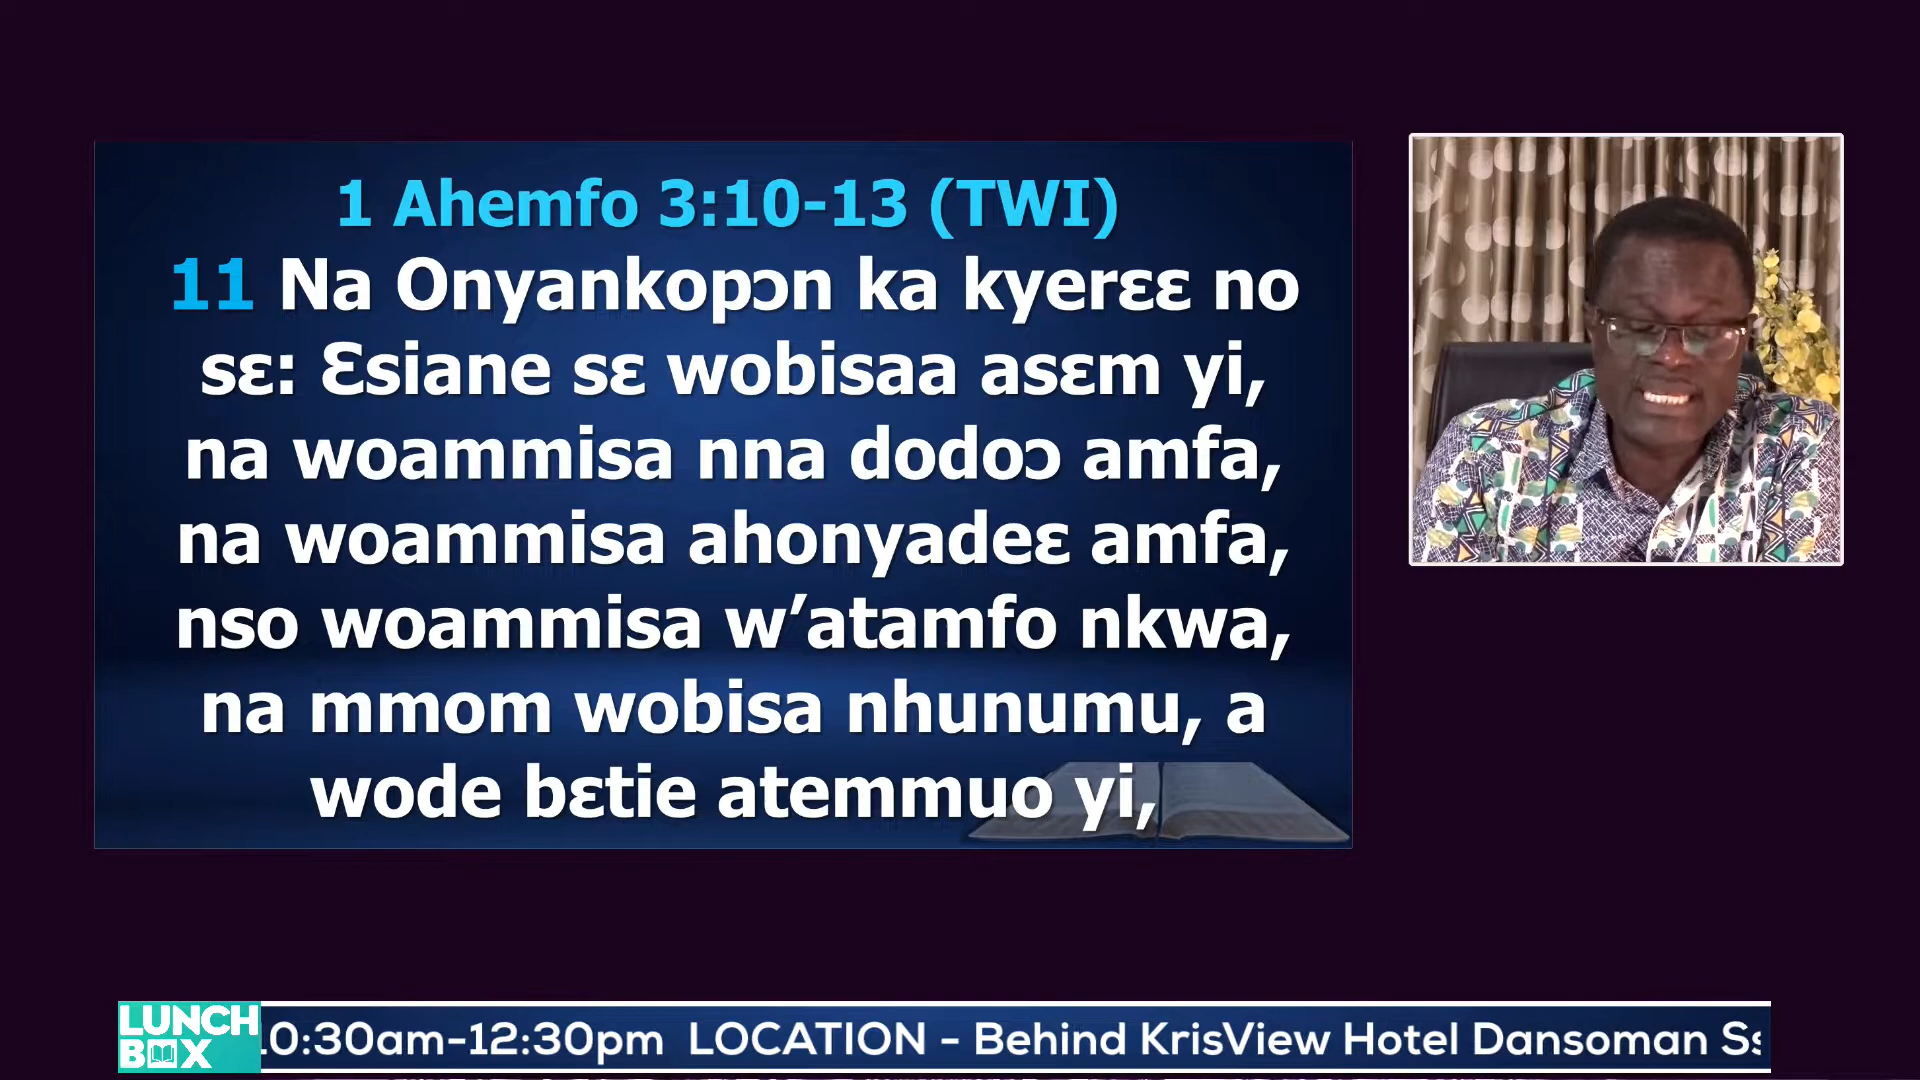 1 Ahemfo 3:10-13 (TWI)
11 Na Onyankopɔn ka kyerɛɛ no
sɛ: Ɛsiane sɛ wobisaa asɛm yi,
na woammisa nna dodoɔ amfa,
na woammisa ahonyadeɛ amfa,
nso woammisa w’atamfo nkwa,
na mmom wobisa nhunumu, a
wode bɛtie atemmuo yi,
LUNCH
BOX
10:30am-12:30pm LOCATION - Behind KrisView Hotel Dansoman